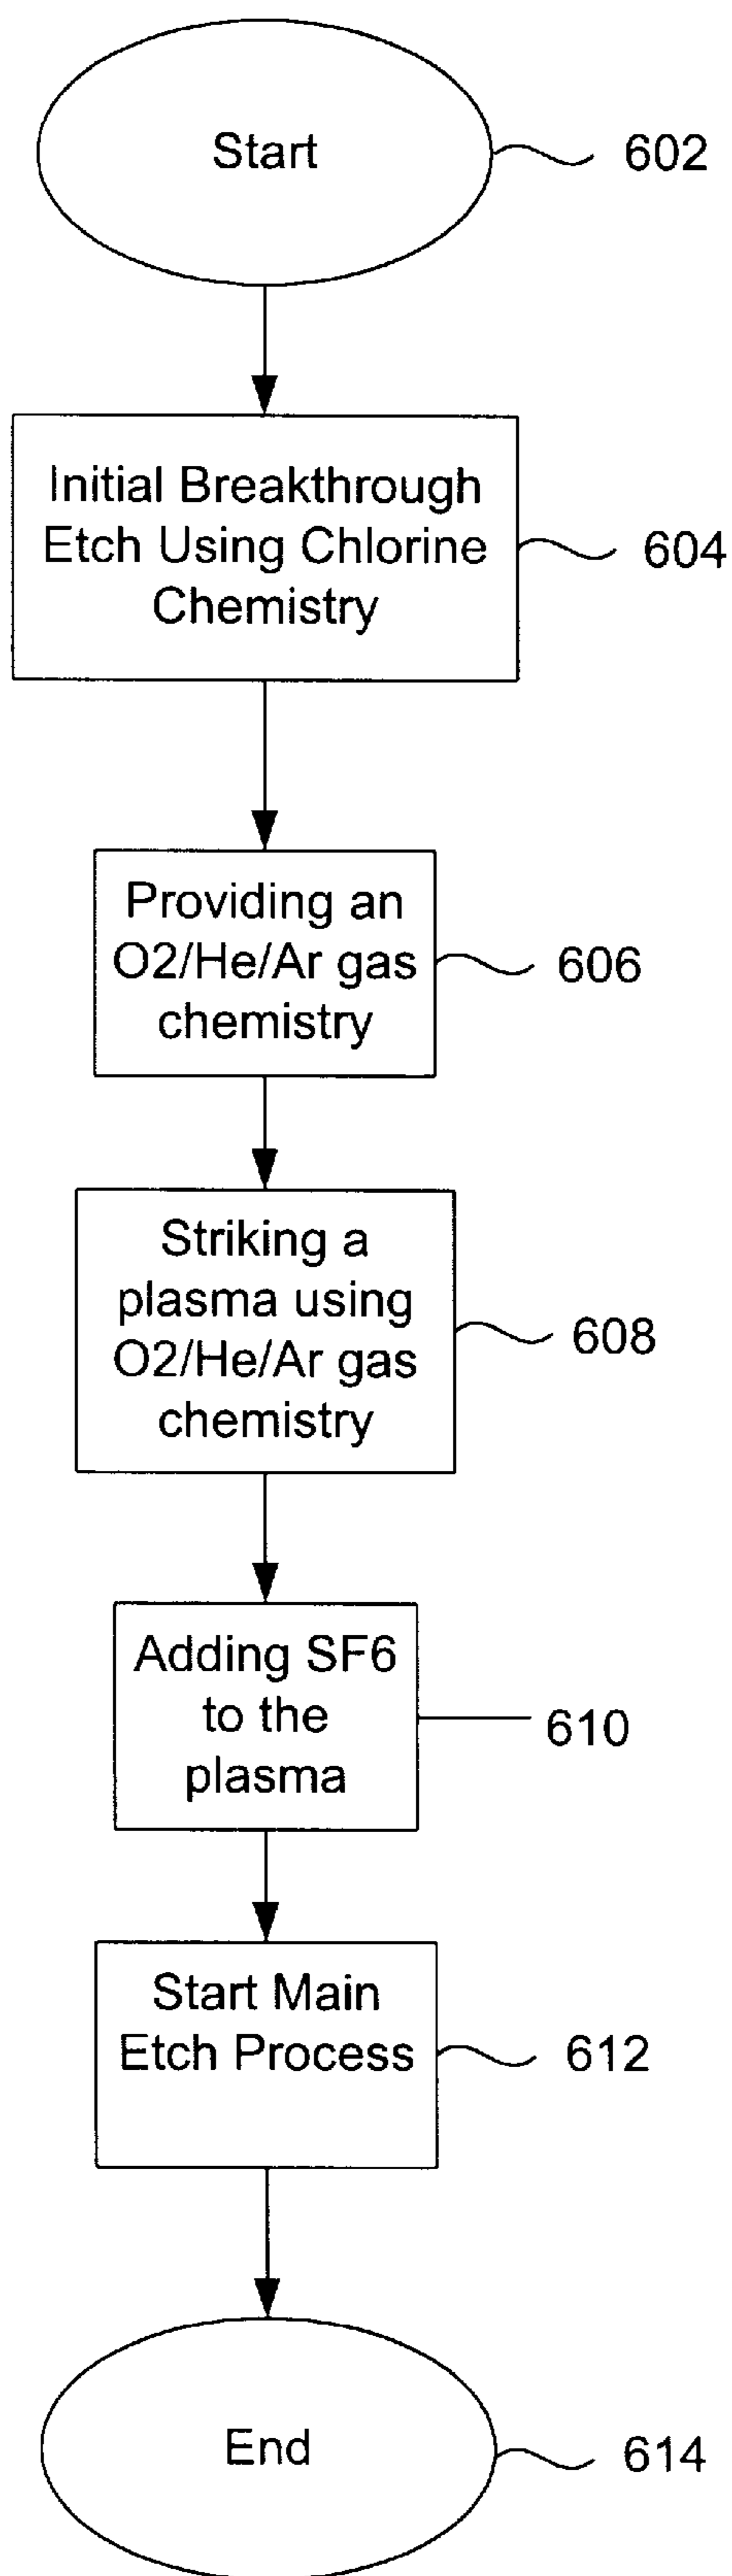 Start
602
Initial Breakthrough
Etch Using Chlorine
Chemistry
604
Providing an
O2/He/Ar gas
chemistry
606
Striking a
plasma using
O2/He/Ar gas
chemistry
608
Adding SF6
to the
plasma
610
Start Main
Etch Process
612
End
614